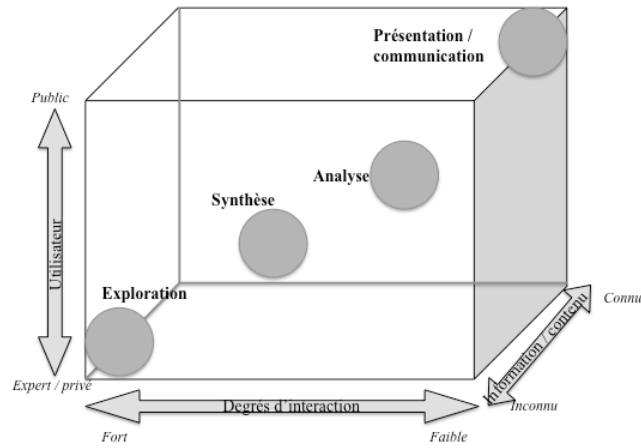 Présentation /
communication
Public
Analyse
Synthèse
Utilisateur
Exploration
Connu
Information / contenu
Expert / privé
Degrés d'interaction
Inconnu
Fort
Faible